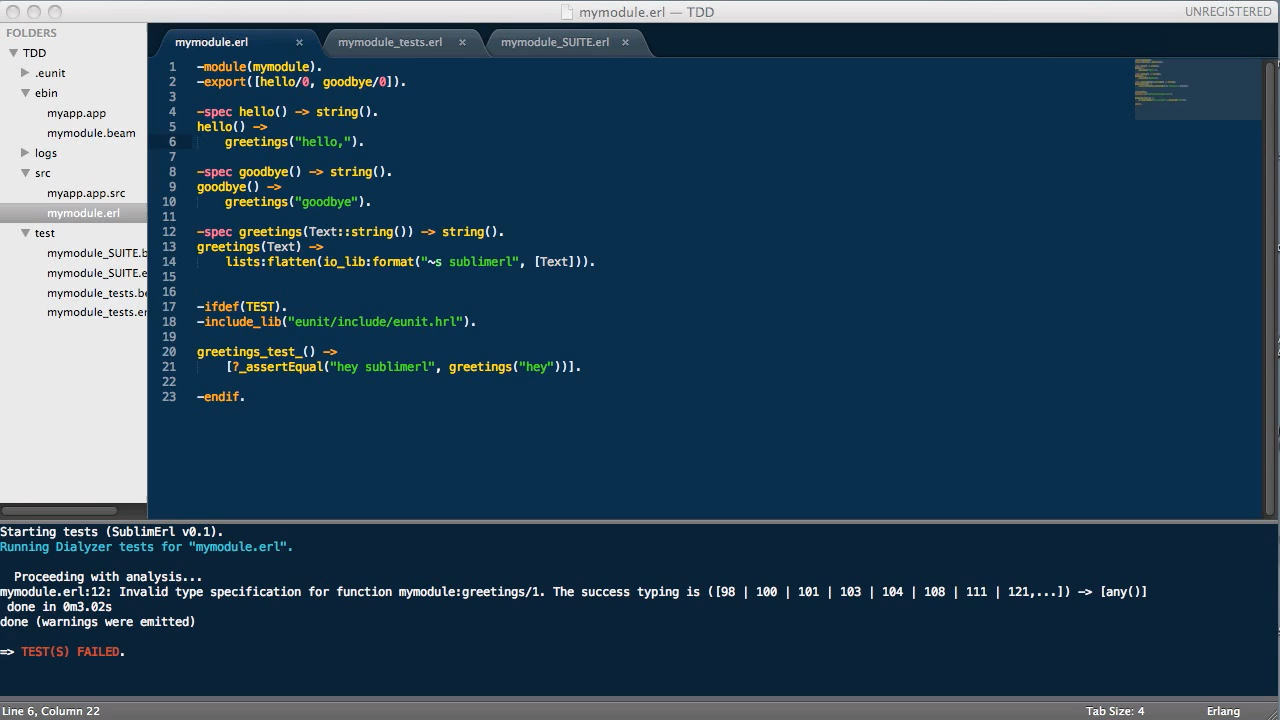 mymodule.erl — TDD
UNREGISTERED
FOLDERS
TDD
.eunit
ebin
myapp.app
mymodule.beam
logs
src
myapp.app.src
mymodule.erl
test
mymodule_SUITE.b
mymodule_SUITE.e
mymodule_tests.be
mymodule_tests.er
mymodule.erl × mymodule_tests.erl × mymodule_SUITE.erl ×
1 -module(mymodule).
2 -export([hello/0, goodbye/0]).
3
4 -spec hello() -> string().
5 hello() ->
6     greetings("hello,").
7
8 -spec goodbye() -> string().
9 goodbye() ->
10     greetings("goodbye").
11
12 -spec greetings(Text::string()) -> string().
13 greetings(Text) ->
14     lists:flatten(io_lib:format("~s sublimerl", [Text])).
15
16
17 -ifdef(TEST).
18 -include_lib("eunit/include/eunit.hrl").
19
20 greetings_test_() ->
21     [?_assertEqual("hey sublimerl", greetings("hey"))].
22
23 -endif.
Starting tests (SublimErl v0.1).
Running Dialyzer tests for "mymodule.erl".
Proceeding with analysis...
mymodule.erl:12: Invalid type specification for function mymodule:greetings/1. The success typing is ([98 | 100 | 101 | 103 | 104 | 108 | 111 | 121,...]) -> [any()]
done in 0m3.02s
done (warnings were emitted)
=> TEST(S) FAILED.
Line 6, Column 22
Tab Size: 4
Erlang